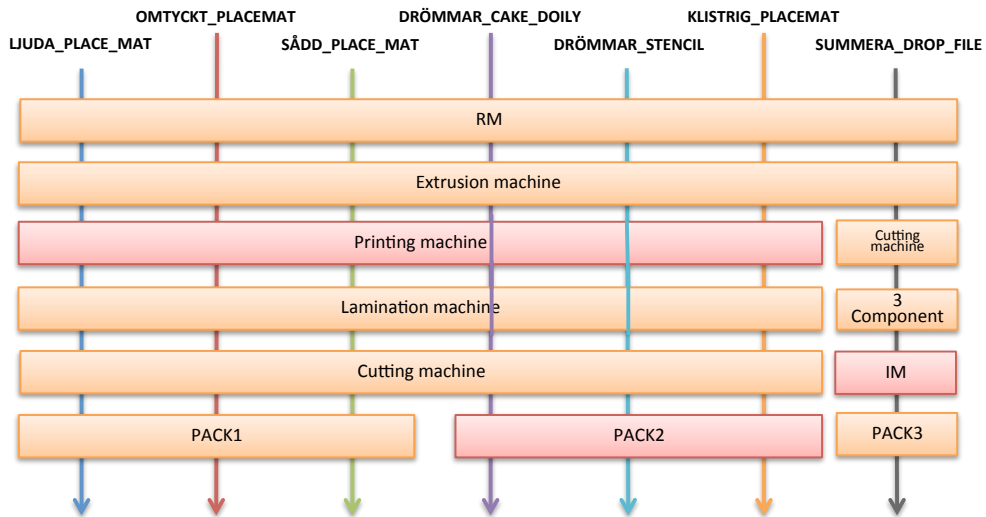 OMTYCKT_PLACEMAT
DRÖMMAR_CAKE_DOILY
KLISTRIG_PLACEMAT
LJUDA_PLACE_MAT
SÅDD_PLACE_MAT
DRÖMMAR_STENCIL
SUMMERA_DROP_FILE
RM
Extrusion machine
Printing machine
Cutting
machine
Lamination machine
3
Component
Cutting machine
IM
PACK1
PACK2
PACK3